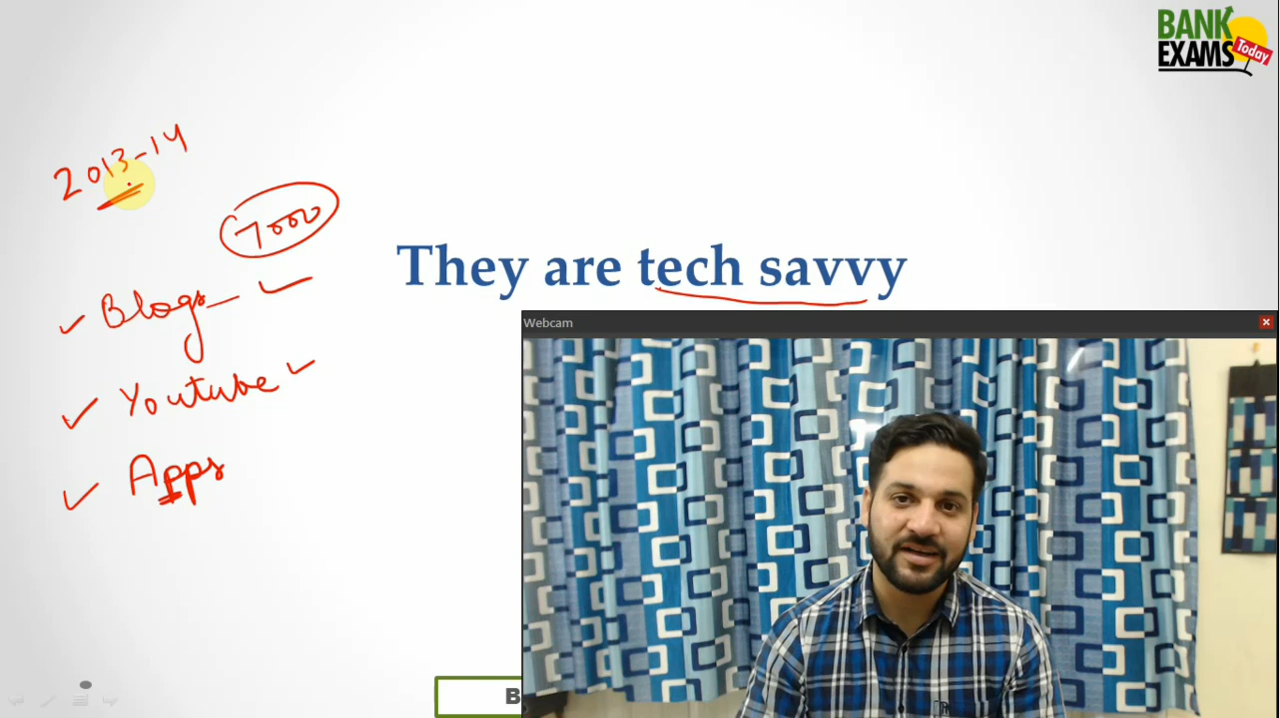 BANK
EXAMS Today
2013-14
7000
They are tech savvy
Blogs
Youtube
Apps
Webcam
B